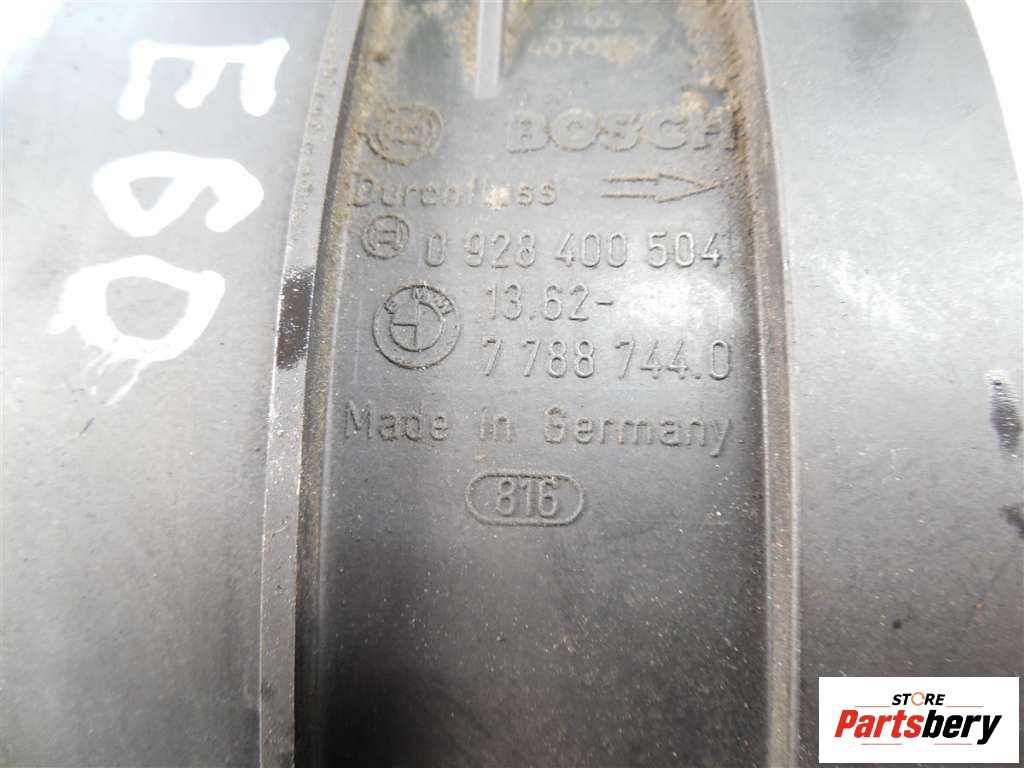 E60
BOSCH
Durchfluss
0 928 400 504
BMW
13.62-
7 788 744.0
Made in Germany
816
STORE
Partsbery